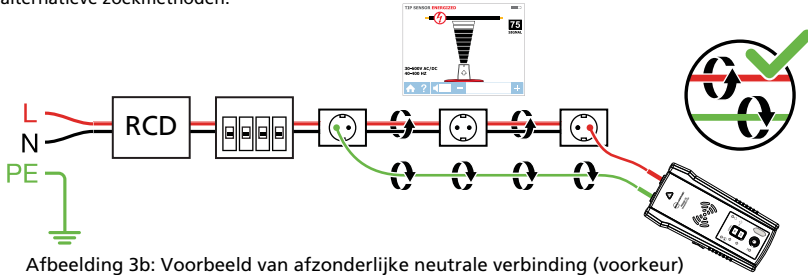 alternatieve zoekmethoden.
TIP SENSOR ENERGIZED
75
SIGNAL
20-600V AC/DC
40-400 HZ
?
L
N
PE
RCD
Afbeelding 3b: Voorbeeld van afzonderlijke neutrale verbinding (voorkeur)